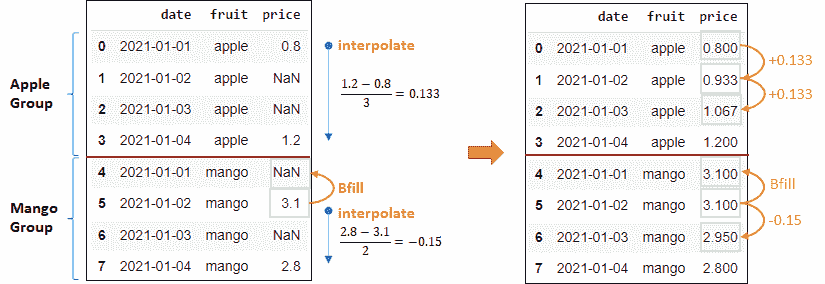 date fruit price
0 2021-01-01 apple 0.8
1 2021-01-02 apple NaN
2 2021-01-03 apple NaN
3 2021-01-04 apple 1.2
4 2021-01-01 mango NaN
5 2021-01-02 mango 3.1
6 2021-01-03 mango NaN
7 2021-01-04 mango 2.8
Apple
Group
Mango
Group
interpolate
1.2 − 0.8
3
= 0.133
Bfill
interpolate
2.8 − 3.1
2
= −0.15
date fruit price
0 2021-01-01 apple 0.800
1 2021-01-02 apple 0.933
2 2021-01-03 apple 1.067
3 2021-01-04 apple 1.200
4 2021-01-01 mango 3.100
5 2021-01-02 mango 3.100
6 2021-01-03 mango 2.950
7 2021-01-04 mango 2.800
+0.133
+0.133
Bfill
-0.15